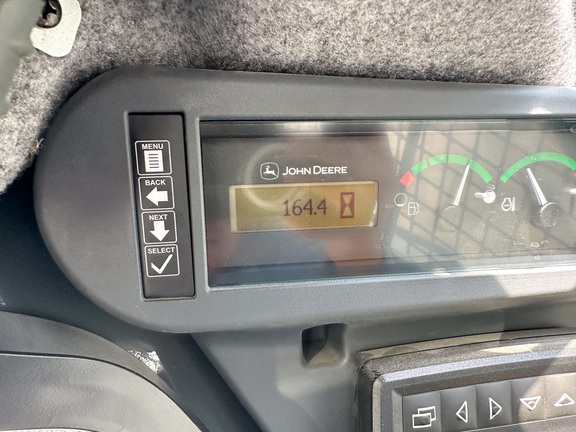 MENU
BACK
NEXT
SELECT
JOHN DEERE
164.4